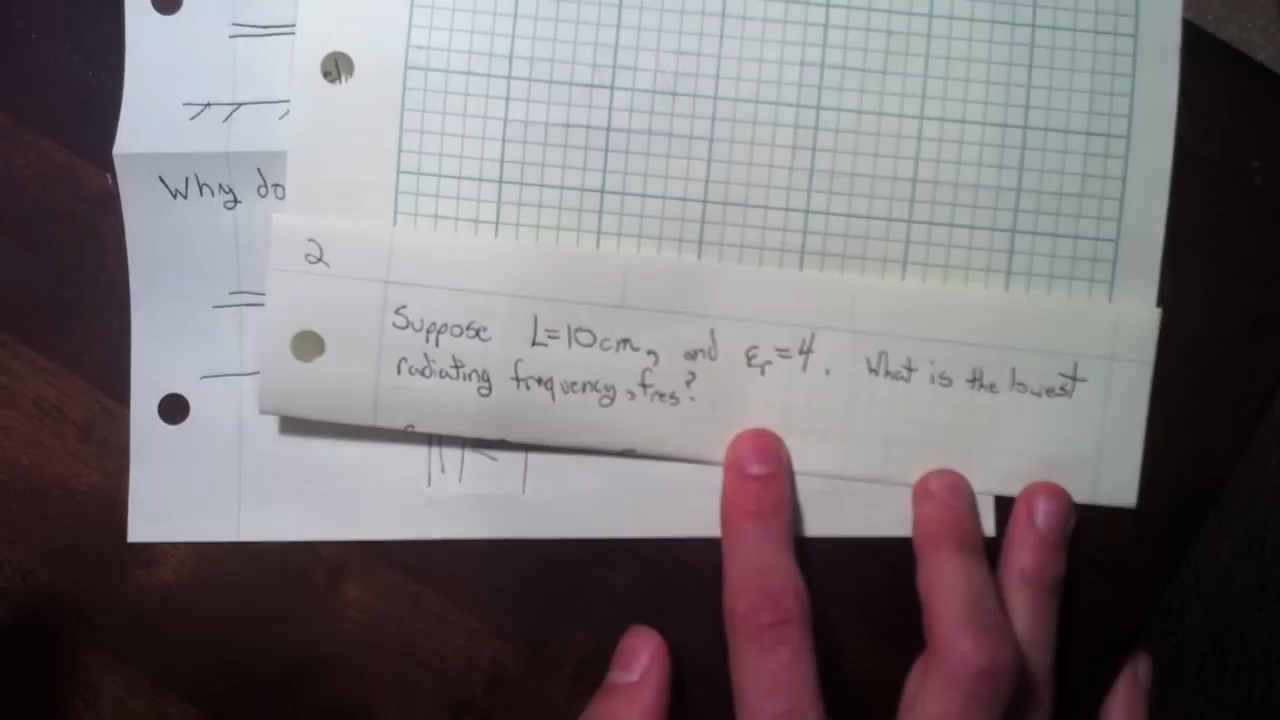 Why do
2
Suppose L=10cm, and εr=4. What is the lowest
radiating frequency, fres?